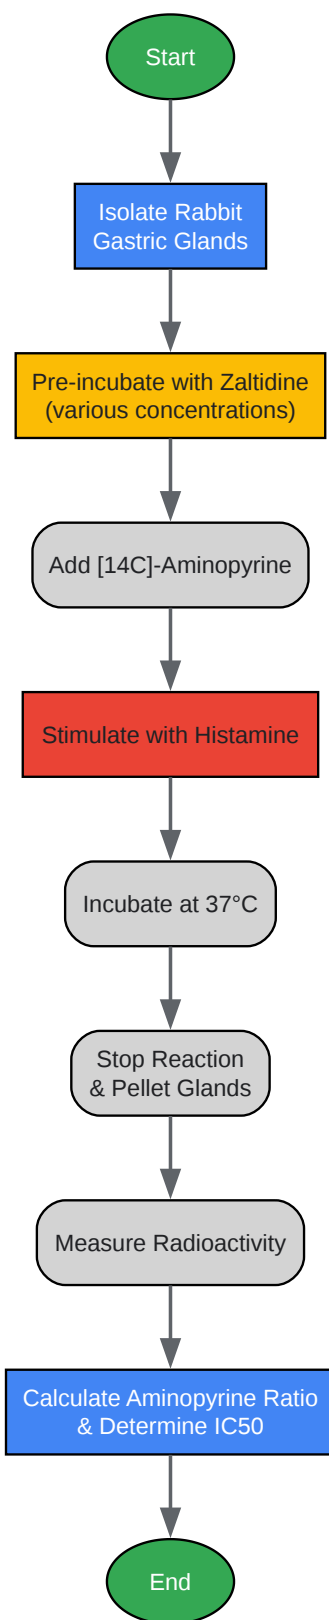 Start
Isolate Rabbit
Gastric Glands
Pre-incubate with Zaltidine
(various concentrations)
Add [14C]-Aminopyrine
Stimulate with Histamine
Incubate at 37°C
Stop Reaction
& Pellet Glands
Measure Radioactivity
Calculate Aminopyrine Ratio
& Determine IC50
End